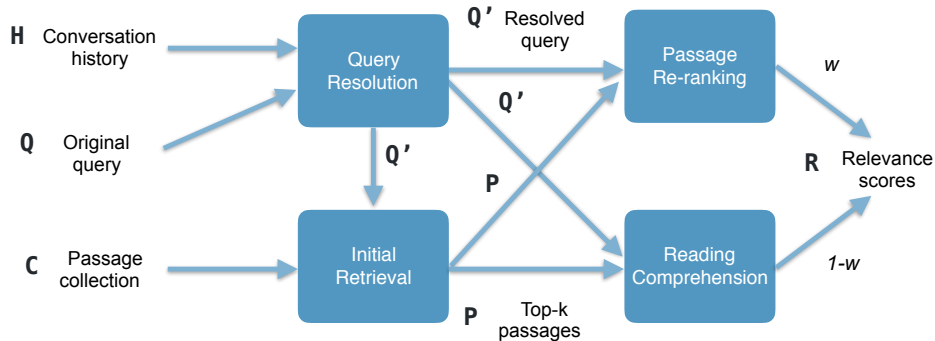 H Conversation
history
Q Original
query
C Passage
collection
Query
Resolution
Q’
Initial
Retrieval
Q’ Resolved
query
Q’
P
P Top-k
passages
Passage
Re-ranking
Reading
Comprehension
w
R Relevance
scores
1-w